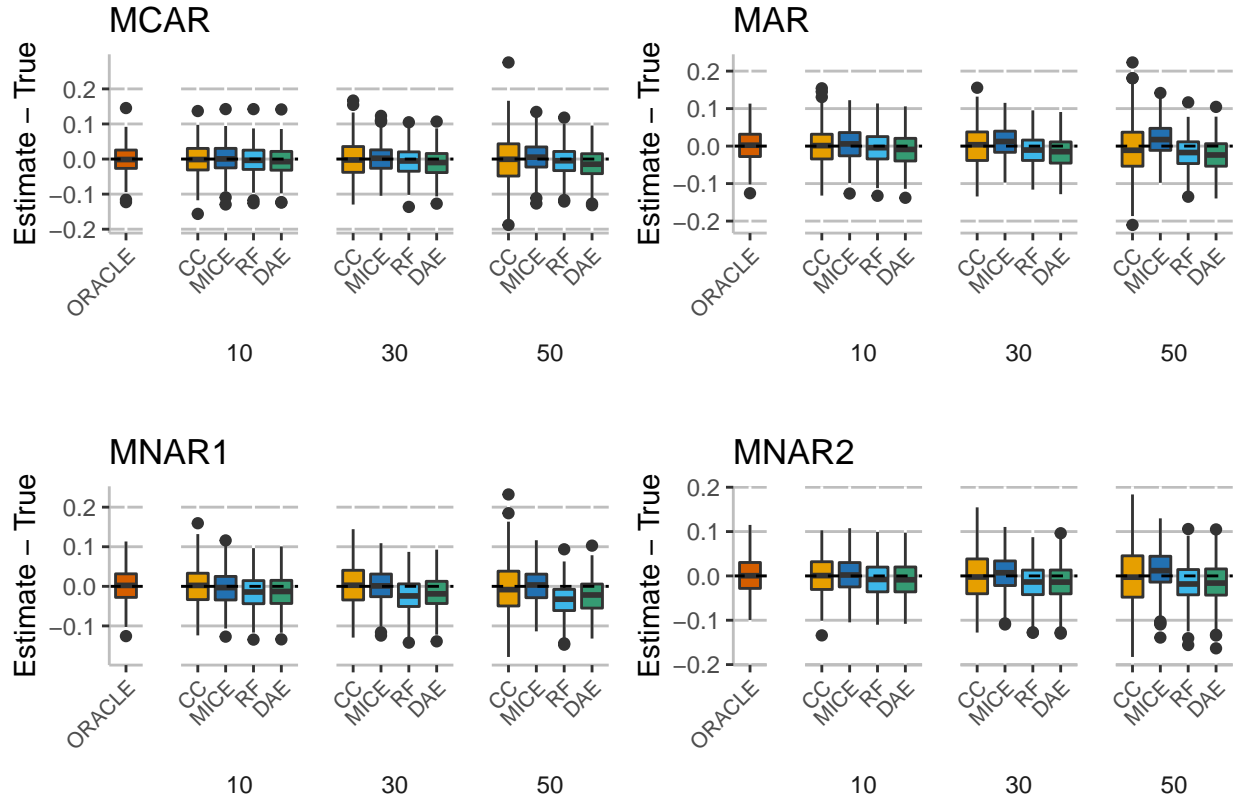 MCAR
Estimate − True
0.2
0.1
0.0
−0.1
−0.2
ORACLE
CC
MICE
RF
DAE
CC
MICE
RF
DAE
CC
MICE
RF
DAE
10
30
50
MAR
Estimate − True
0.2
0.1
0.0
−0.1
−0.2
ORACLE
CC
MICE
RF
DAE
CC
MICE
RF
DAE
CC
MICE
RF
DAE
10
30
50
MNAR1
Estimate − True
0.2
0.1
0.0
−0.1
ORACLE
CC
MICE
RF
DAE
CC
MICE
RF
DAE
CC
MICE
RF
DAE
10
30
50
MNAR2
Estimate − True
0.2
0.1
0.0
−0.1
−0.2
ORACLE
CC
MICE
RF
DAE
CC
MICE
RF
DAE
CC
MICE
RF
DAE
10
30
50